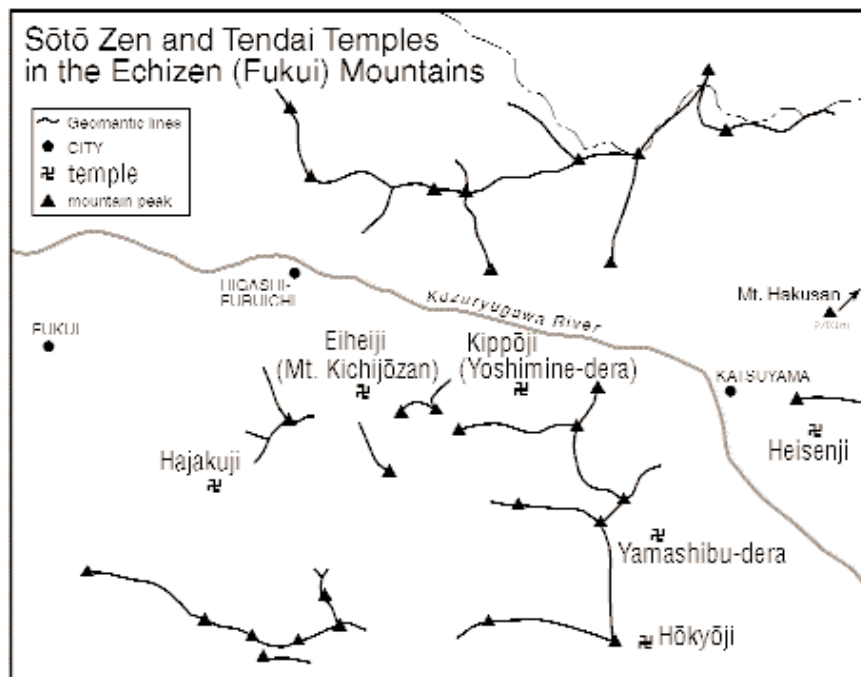 Sōtō Zen and Tendai Temples
in the Echizen (Fukui) Mountains
Geomantic lines
CITY
temple
mountain peak
Mt. Hakusan
HIGASHI-
FURUICHI
Kuzuryugawa River
FUKUI
Eiheiji
(Mt. Kichijōzan)
Kippōji
(Yoshimine-dera)
KATSUYAMA
Heisenji
Hajakuji
Yamashibu-dera
Hōkyōji